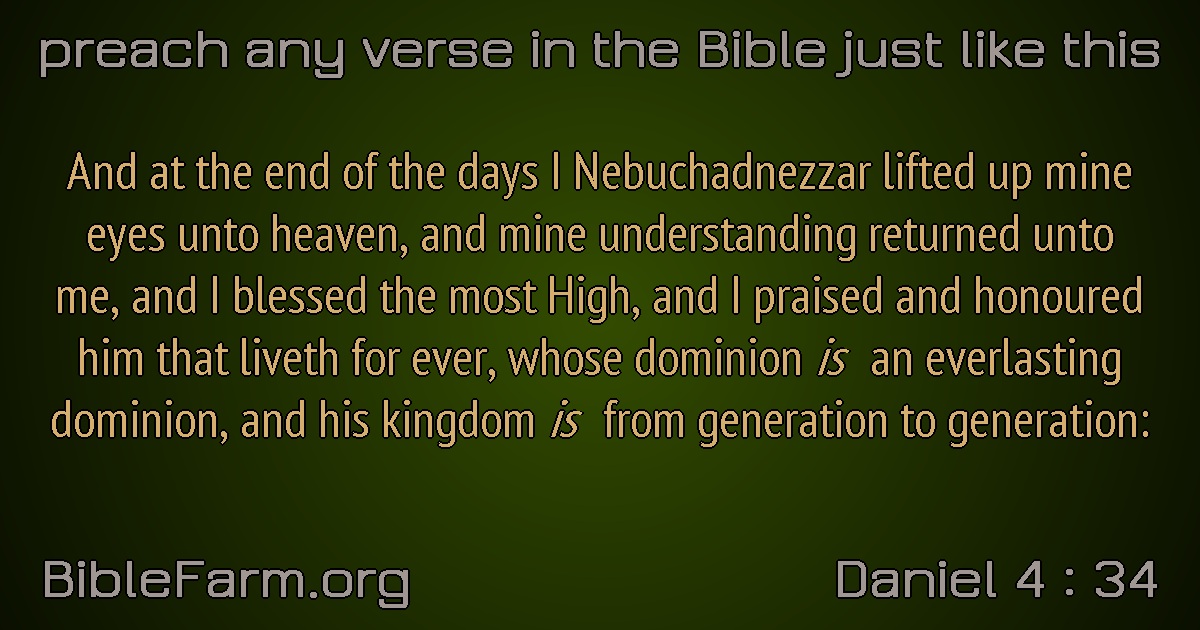 preach any verse in the Bible just like this
And at the end of the days I Nebuchadnezzar lifted up mine
eyes unto heaven, and mine understanding returned unto
me, and I blessed the most High, and I praised and honoured
him that liveth for ever, whose dominion is an everlasting
dominion, and his kingdom is from generation to generation:
BibleFarm.org
Daniel 4 : 34